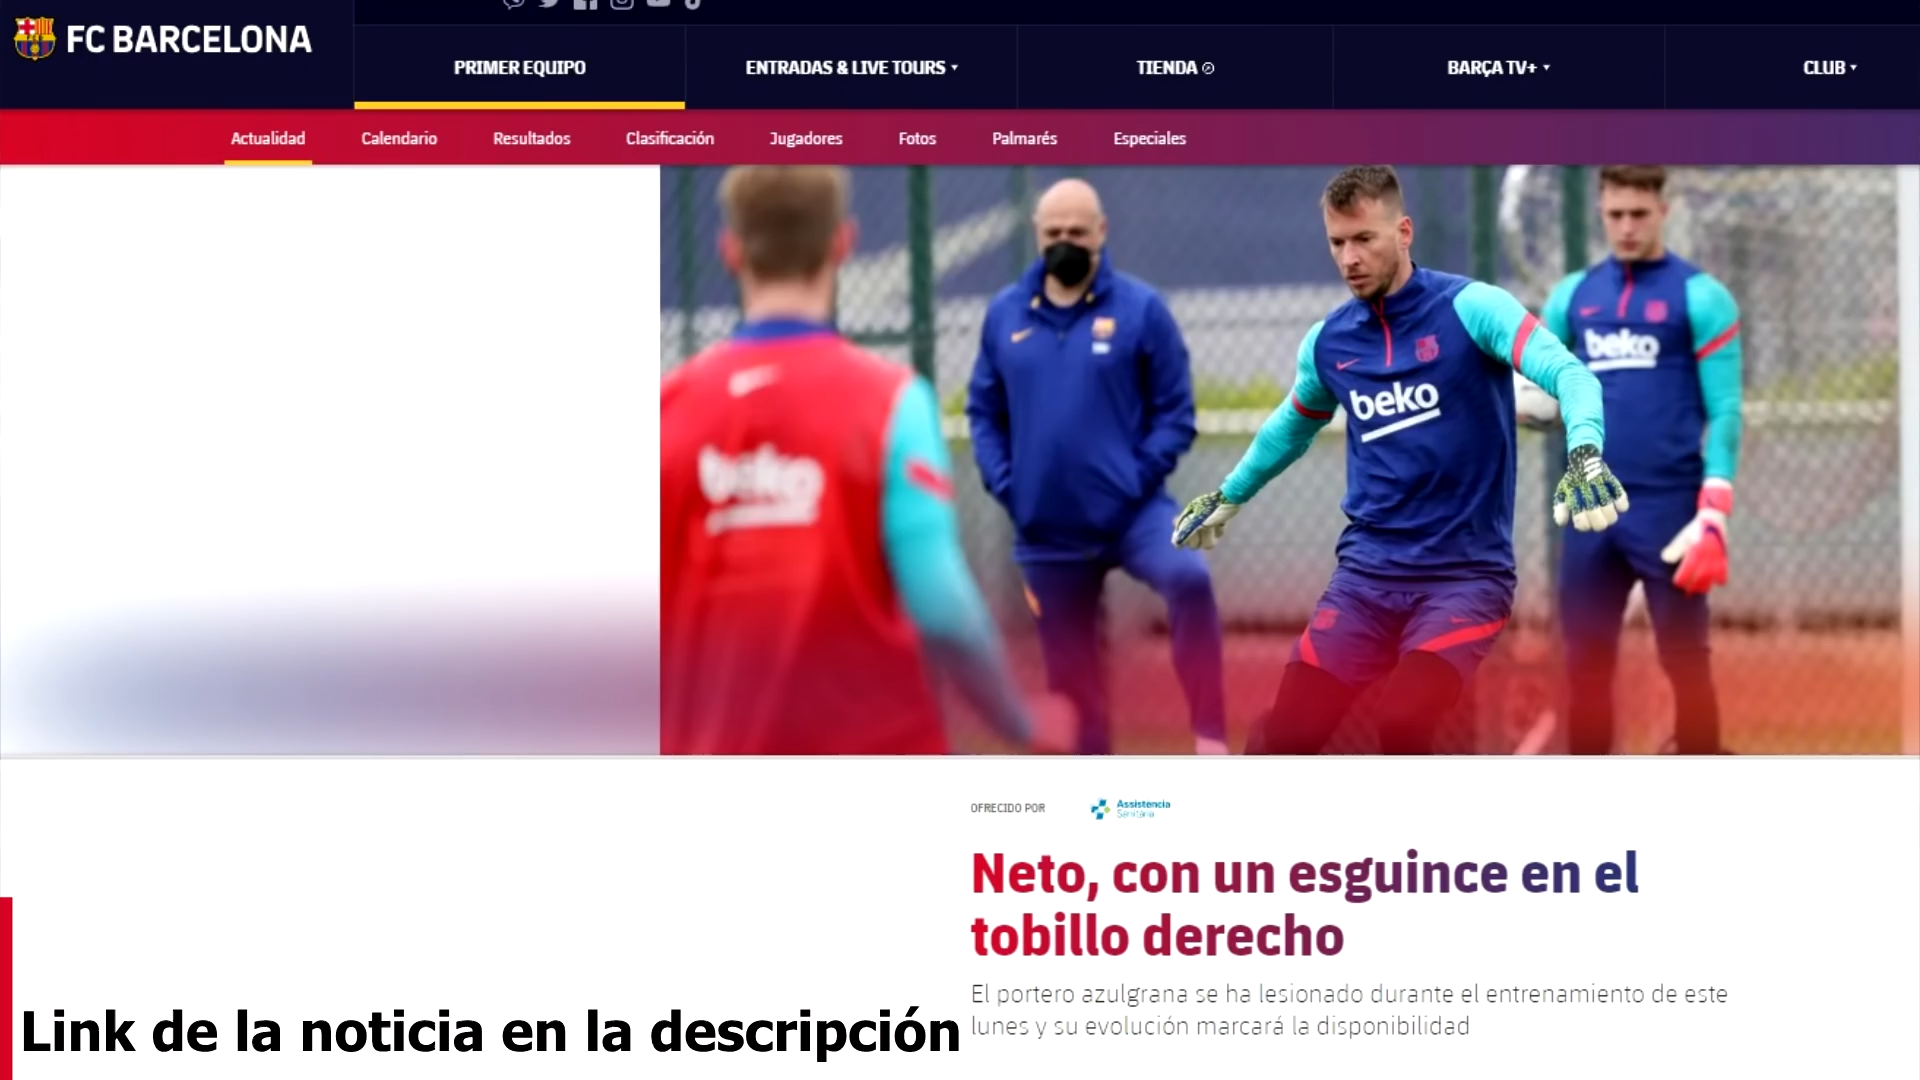 FC BARCELONA
PRIMER EQUIPO
ENTRADAS & LIVE TOURS
TIENDA
BARÇA TV+
CLUB
Actualidad
Calendario
Resultados
Clasificación
Jugadores
Fotos
Palmarés
Especiales
beko
beko
beko
OFRECIDO POR
Assistencia
Sanitària
Neto, con un esguince en el
tobillo derecho
El portero azulgrana se ha lesionado durante el entrenamiento de este
lunes y su evolución marcará la disponibilidad
Link de la noticia en la descripción